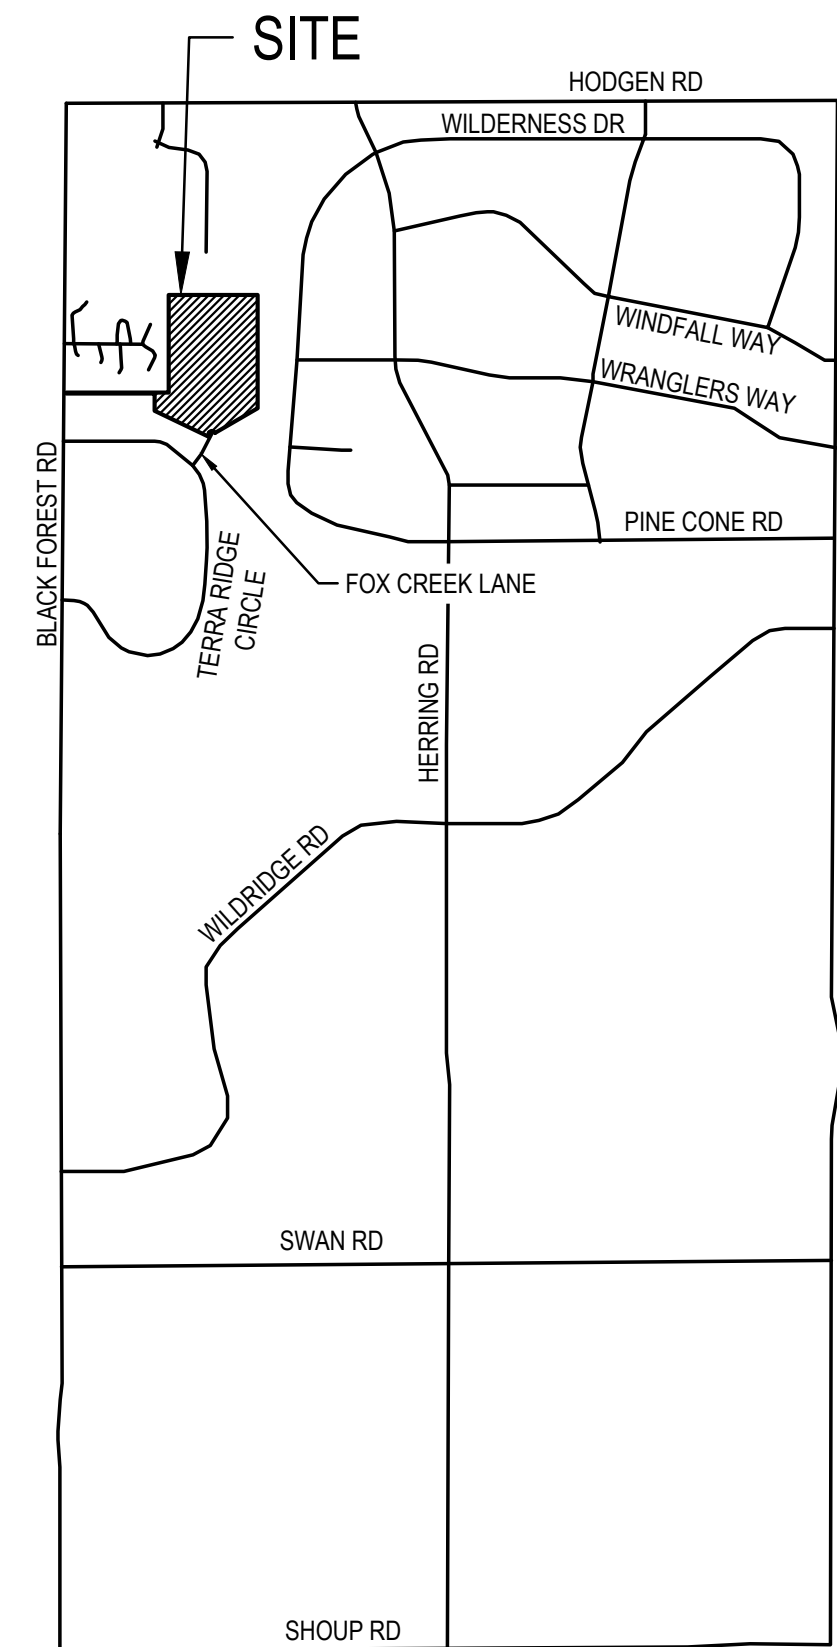 SITE
HODGEN RD
WILDERNESS DR
WINDFALL WAY
WRANGLERS WAY
BLACK FOREST RD
PINE CONE RD
TERRA RIDGE
CIRCLE
FOX CREEK LANE
HERRING RD
WILDRIDGE RD
SWAN RD
SHOUP RD